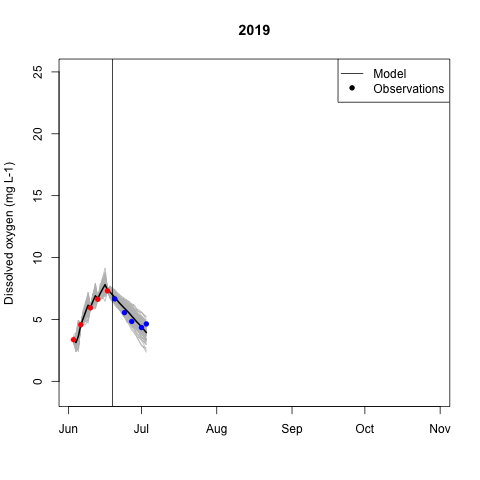 2019
Model
Observations
Dissolved oxygen (mg L-1)
25
20
15
10
5
0
Jun Jul Aug Sep Oct Nov